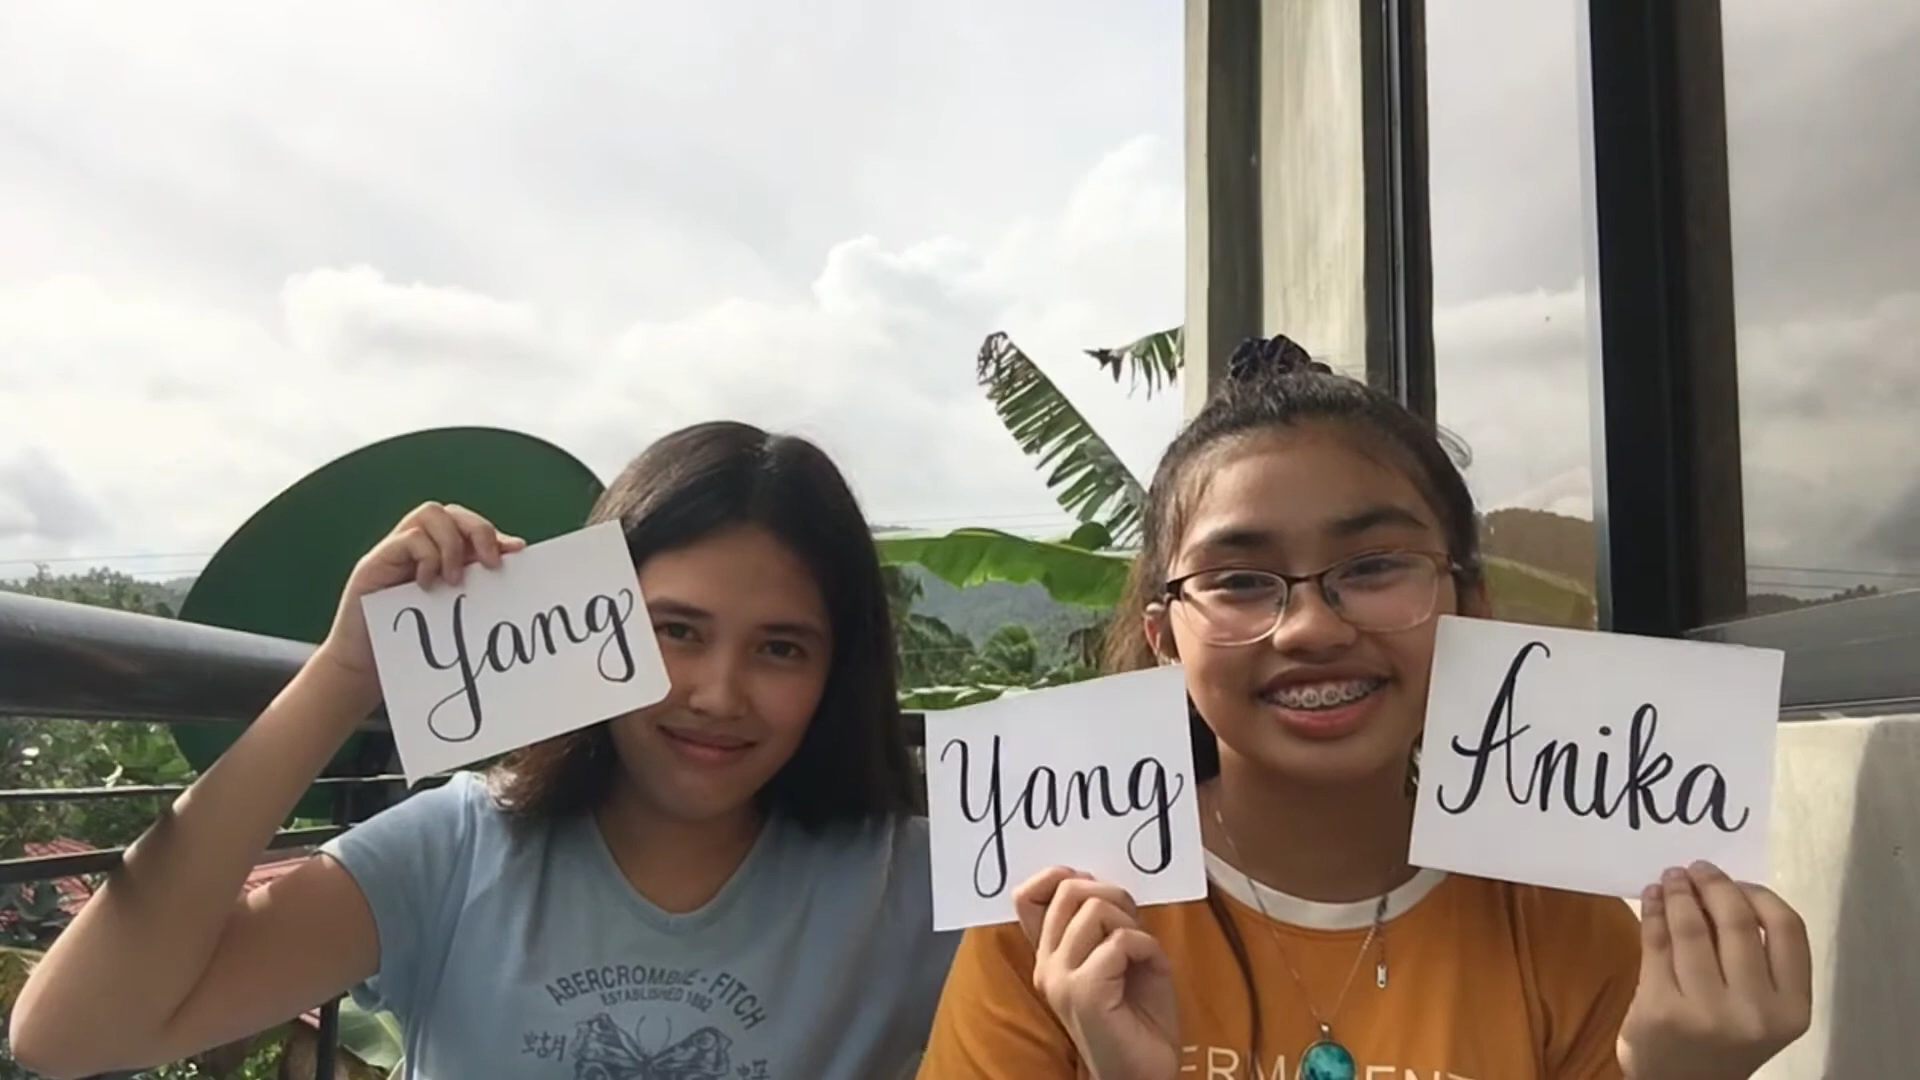 Yang
Yang
Anika
ABERCROMBIE - FITCH
ESTABLISHED 1892